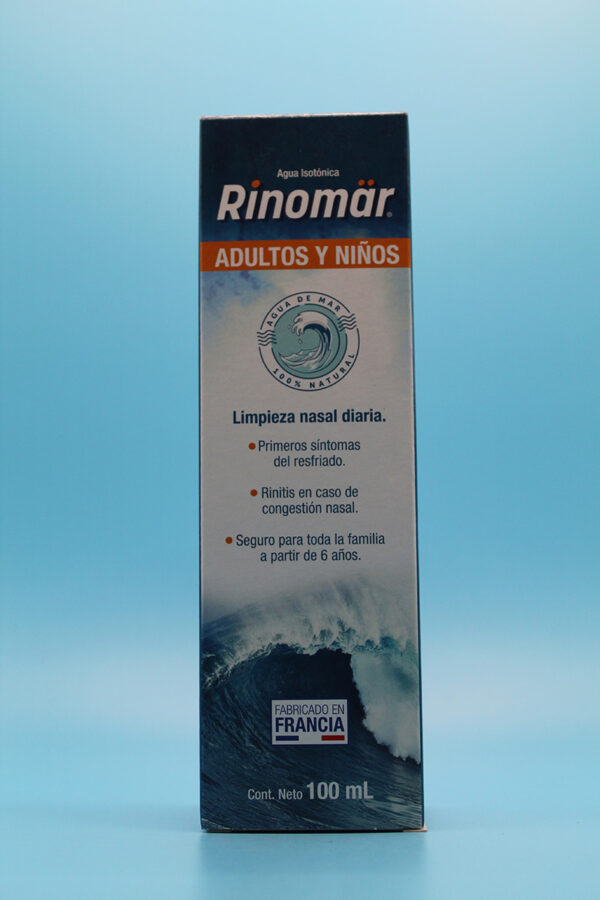 Agua Isotónica
Rinomär®
ADULTOS Y NIÑOS
AGUA DE MAR
100% NATURAL
Limpieza nasal diaria.
• Primeros síntomas
del resfriado.
• Rinitis en caso de
congestión nasal.
• Seguro para toda la familia
a partir de 6 años.
FABRICADO EN
FRANCIA
Cont. Neto 100 mL